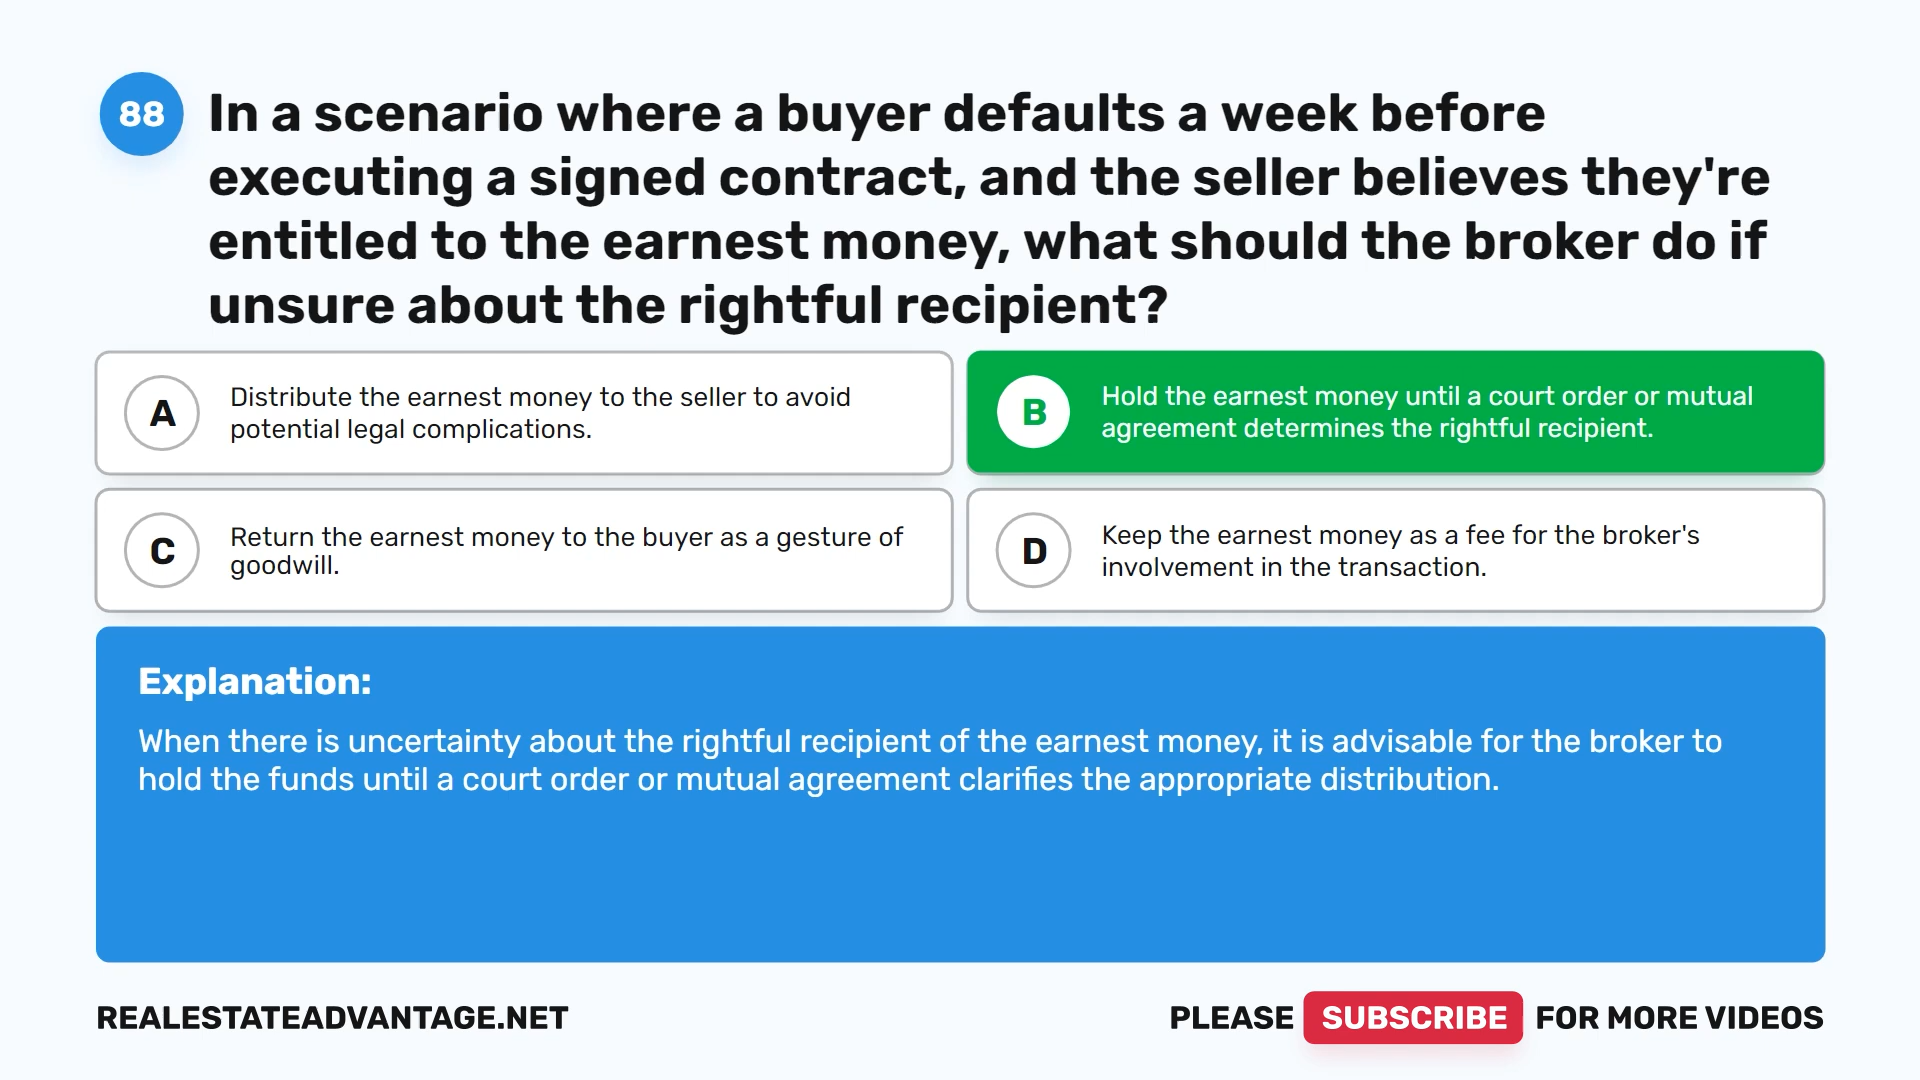 88
In a scenario where a buyer defaults a week before
executing a signed contract, and the seller believes they're
entitled to the earnest money, what should the broker do if
unsure about the rightful recipient?
A
Distribute the earnest money to the seller to avoid
potential legal complications.
B
Hold the earnest money until a court order or mutual
agreement determines the rightful recipient.
C
Return the earnest money to the buyer as a gesture of
goodwill.
D
Keep the earnest money as a fee for the broker's
involvement in the transaction.
Explanation:
When there is uncertainty about the rightful recipient of the earnest money, it is advisable for the broker to
hold the funds until a court order or mutual agreement clarifies the appropriate distribution.
REALESTATEADVANTAGE.NET
PLEASE SUBSCRIBE FOR MORE VIDEOS